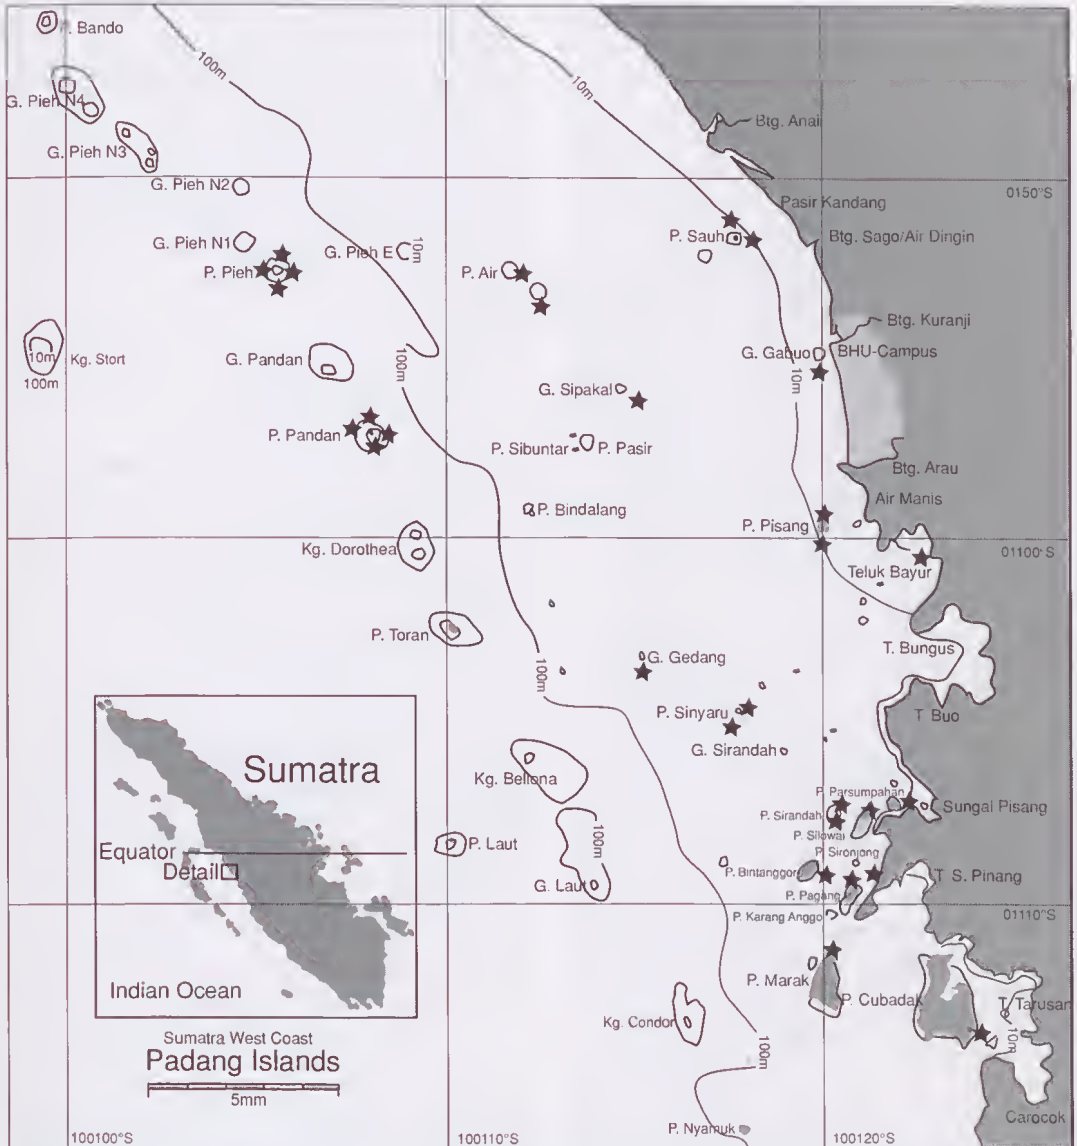 P. Bando
100m
10m
G. Pieh N4
Btg. Anai
G. Pieh N3
G. Pieh N2
0150°S
Pasir Kandang
G. Pieh N1
G. Pieh E
10m
P. Sauh
Btg. Sago/Air Dingin
P. Pieh
P. Air
Btg. Kuranji
10m
Kg. Stort
100m
G. Pandan
100m
G. Gabuo
BHU-Campus
10m
G. Sipakal
P. Pandan
P. Sibuntar
P. Pasir
Btg. Arau
Air Manis
P. Bindalang
P. Pisang
Kg. Dorothea
01100°S
Teluk Bayur
P. Toran
100m
G. Gedang
T. Bungus
P. Sinyaru
T Buo
G. Sirandah
Sumatra
Kg. Bellona
P. Parsumpahan
P. Sirandah
Sungai Pisang
P. Silowai
P. Laut
100m
P. Sironjong
Equator
Detail
P. Bintanggor
T. S. Pinang
G. Laut
P. Pagang
01110°S
P. Karang Anggo
P. Marak
P. Cubadak
T. Tarusan
Indian Ocean
Kg. Condor
10m
100m
Sumatra West Coast
Padang Islands
5mm
Carocok
P. Nyamuk
100100°S
100110°S
100120°S